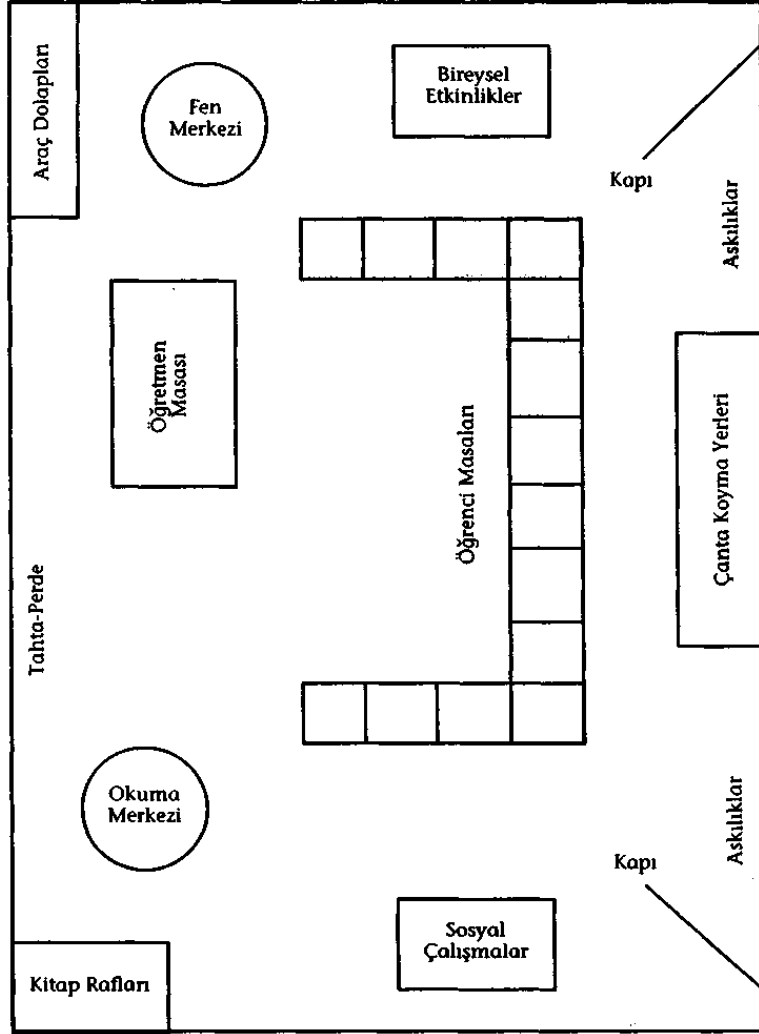 Araç Dolapları
Fen
Merkezi
Bireysel
Etkinlikler
Kapı
Askılıklar
Öğretmen
Masası
Öğrenci Masaları
Çanta Koyma Yerleri
Tahta-Perde
Okuma
Merkezi
Kapı
Askılıklar
Sosyal
Çalışmalar
Kitap Rafları